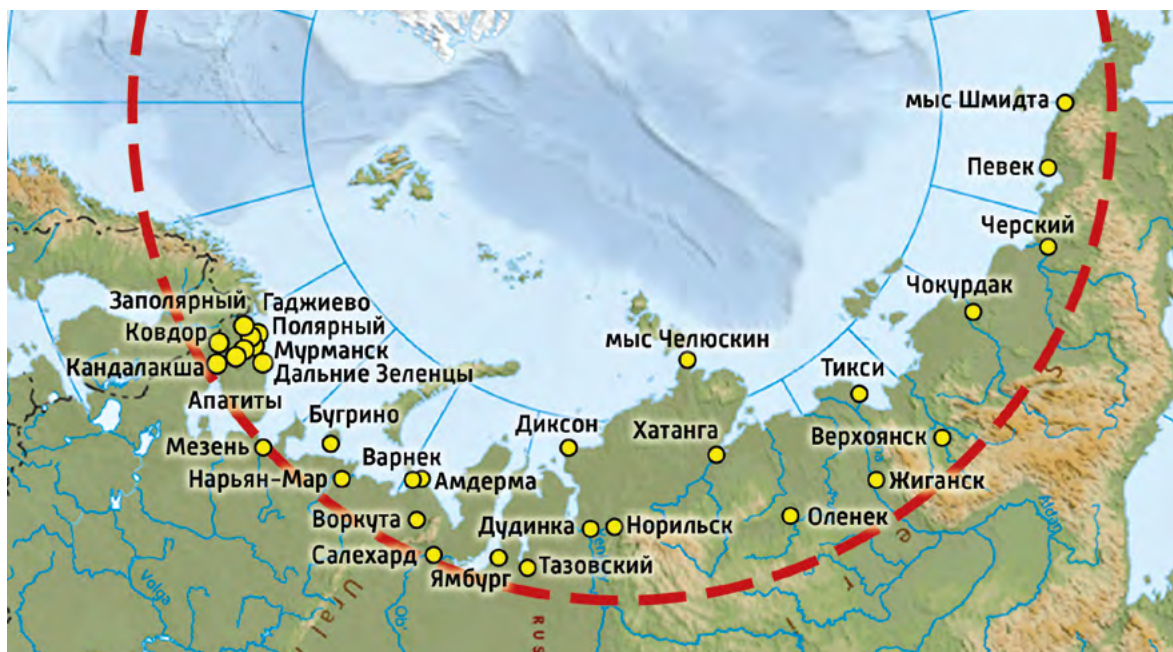 мыс Шмидта
Певек
Черский
Чокурдак
Заполярный
Гаджиево
Ковдор
Полярный
Мурманск
Кандалакша
Дальние Зеленцы
Апатиты
мыс Челюскин
Тикси
Бугрино
Диксон
Хатанга
Верхоянск
Мезень
Варнек
Нарьян-Мар
Амдерма
Жиганск
Воркута
Дудинка
Норильск
Оленек
Салехард
Ямбург
Тазовский
Volga
Ural
Ob'
RUS
Aldan